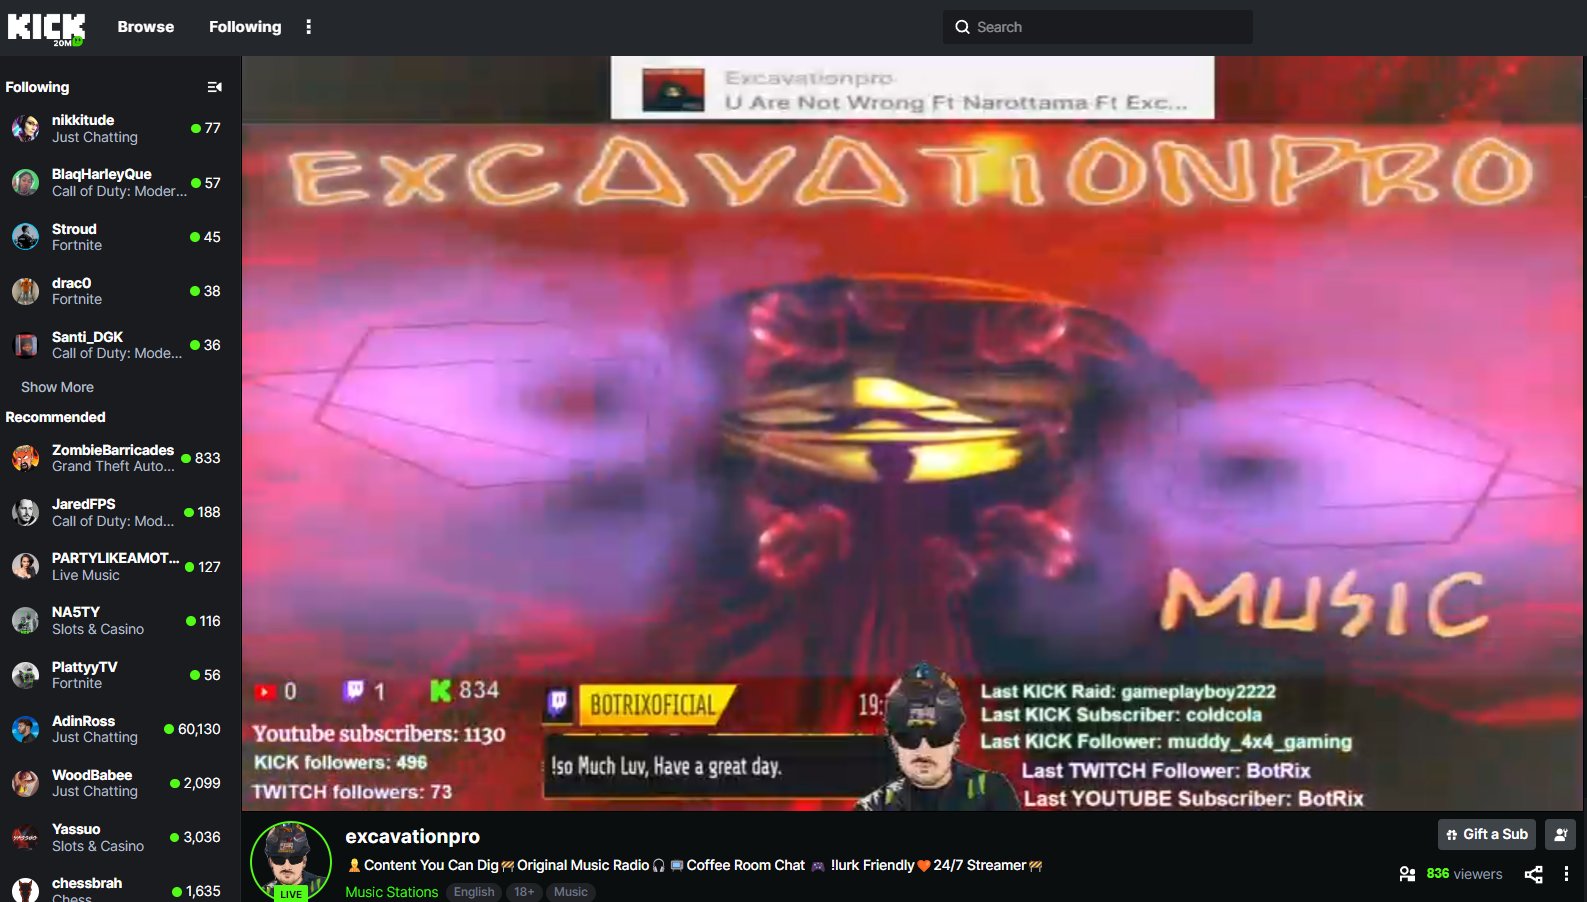 KICK
20M
Browse
Following
Search
Following
nikkitude
Just Chatting
77
BlaqHarleyQue
Call of Duty: Moder...
57
Stroud
Fortnite
45
drac0
Fortnite
38
Santi_DGK
Call of Duty: Mode...
36
Show More
Recommended
ZombieBarricades
Grand Theft Auto...
833
JaredFPS
Call of Duty: Mod...
188
PARTYLIKEAMOT...
Live Music
127
NA5TY
Slots & Casino
116
PlattyyTV
Fortnite
56
AdinRoss
Just Chatting
60,130
WoodBabee
Just Chatting
2,099
Yassuo
Slots & Casino
3,036
chessbrah
Chess
1,635
Excavationpro
U Are Not Wrong Ft Narottama Ft Exc...
EXCAVATIONPRO
MUSIC
0
1
834
Youtube subscribers: 1130
KICK followers: 496
TWITCH followers: 73
BOTRIXOFICIAL
19:
!so Much Luv, Have a great day.
Last KICK Raid: gameplayboy2222
Last KICK Subscriber: coldcola
Last KICK Follower: muddy_4x4_gaming
Last TWITCH Follower: BotRix
Last YOUTUBE Subscriber: BotRix
LIVE
excavationpro
Content You Can Dig🚧Original Music Radio🎧 Coffee Room Chat 🎮 !lurk Friendly🧡24/7 Streamer🚧
Music Stations
English
18+
Music
Gift a Sub
836 viewers